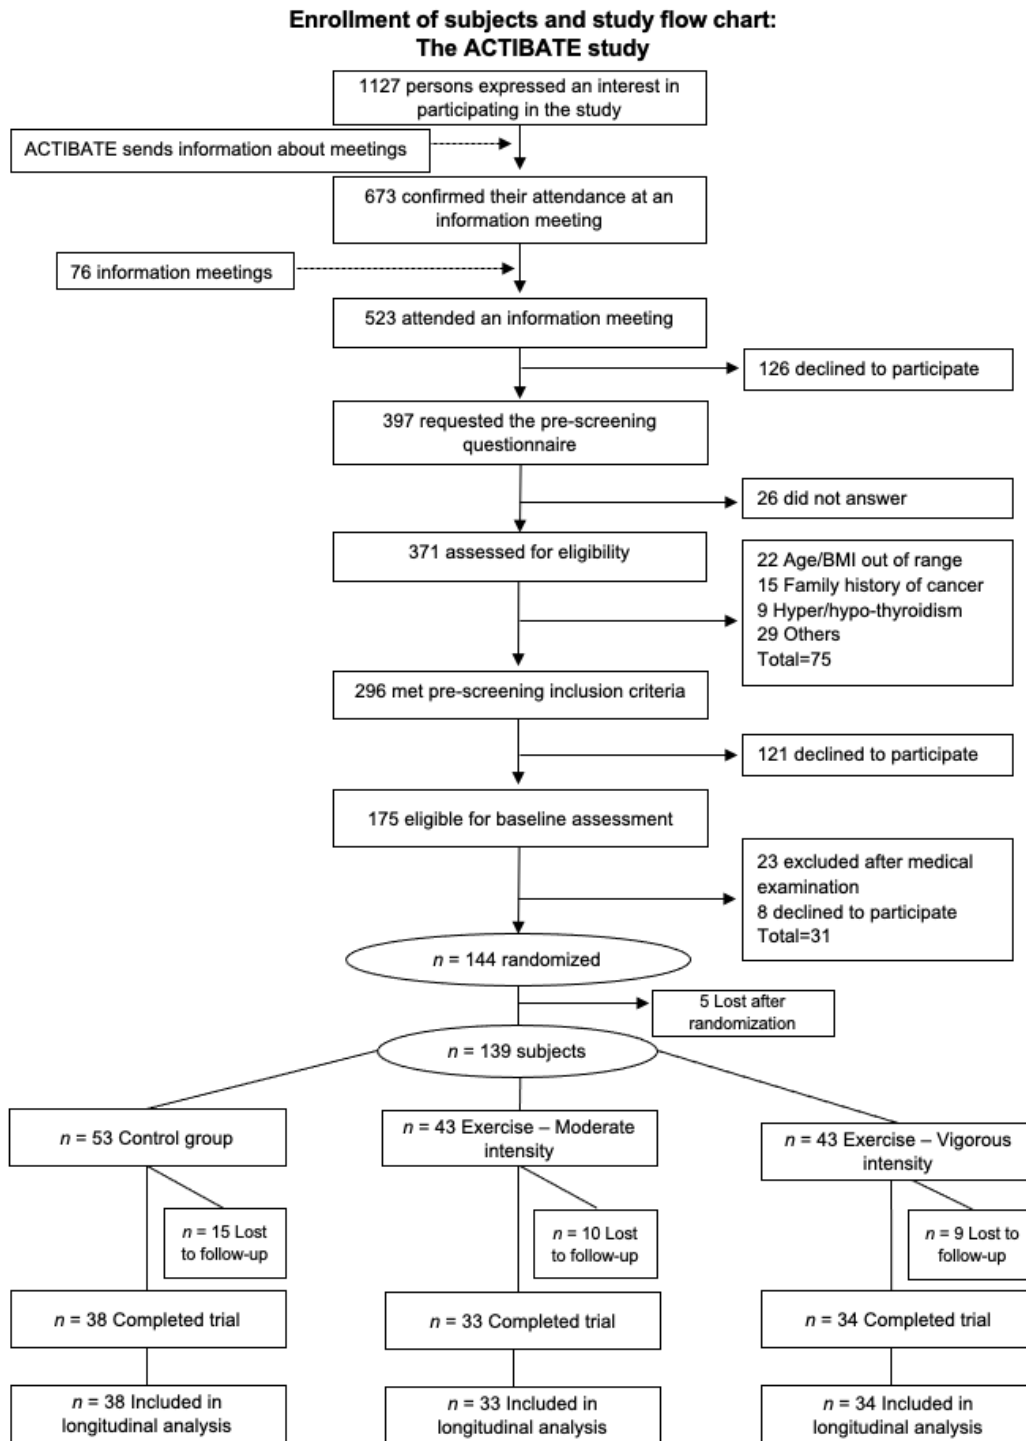 Enrollment of subjects and study flow chart:
The ACTIBATE study
1127 persons expressed an interest in
participating in the study
ACTIBATE sends information about meetings
673 confirmed their attendance at an
information meeting
76 information meetings
523 attended an information meeting
126 declined to participate
397 requested the pre-screening
questionnaire
26 did not answer
371 assessed for eligibility
22 Age/BMI out of range
15 Family history of cancer
9 Hyper/hypo-thyroidism
29 Others
Total=75
296 met pre-screening inclusion criteria
121 declined to participate
175 eligible for baseline assessment
23 excluded after medical
examination
8 declined to participate
Total=31
n = 144 randomized
5 Lost after
randomization
n = 139 subjects
n = 53 Control group
n = 43 Exercise – Moderate
intensity
n = 43 Exercise – Vigorous
intensity
n = 15 Lost
to follow-up
n = 10 Lost
to follow-up
n = 9 Lost to
follow-up
n = 38 Completed trial
n = 33 Completed trial
n = 34 Completed trial
n = 38 Included in
longitudinal analysis
n = 33 Included in
longitudinal analysis
n = 34 Included in
longitudinal analysis